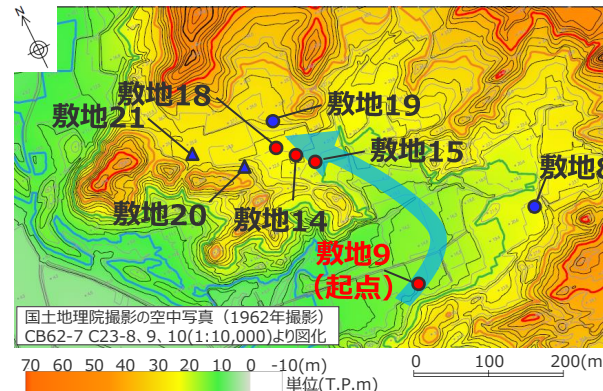 N
敷地18
敷地19
敷地21
敷地15
敷地8
敷地20
敷地14
敷地9
(起点)
国土地理院撮影の空中写真（1962年撮影）
CB62-7 C23-8、9、10(1:10,000)より図化
70 60 50 40 30 20 10 0 -10(m)
単位(T.P.m)
0 100 200(m